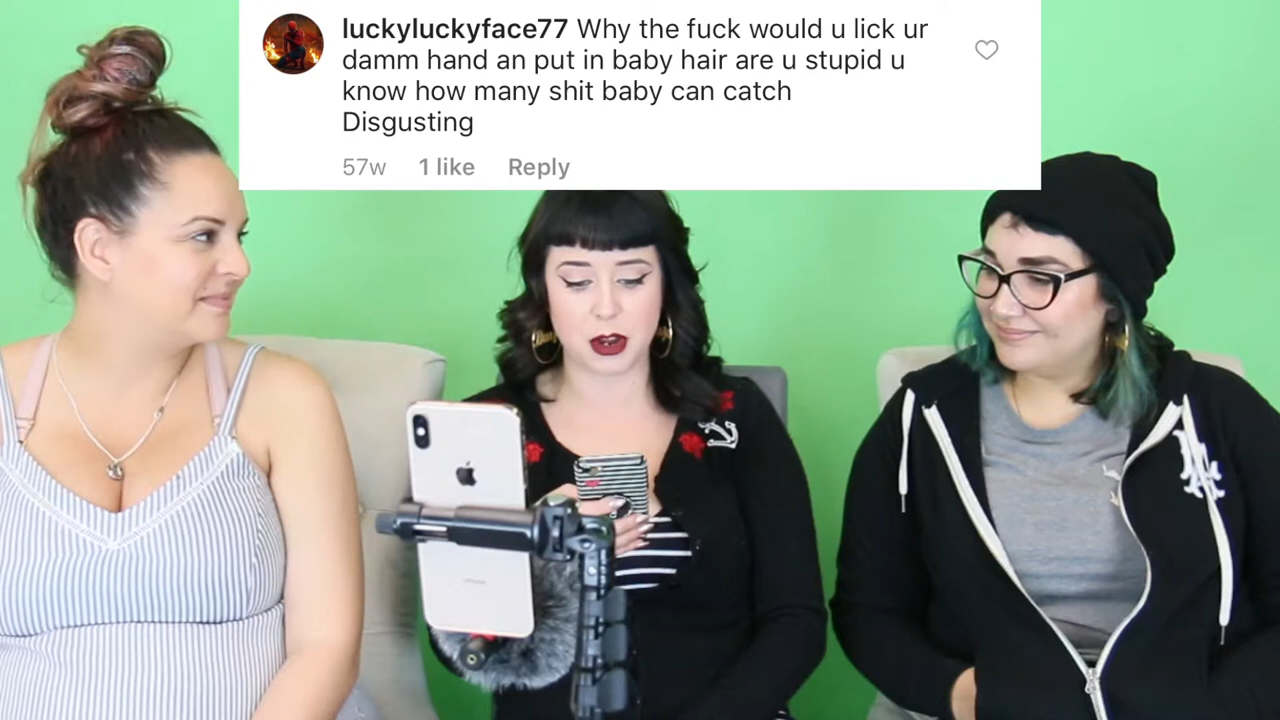 luckyluckyface77 Why the fuck would u lick ur
damm hand an put in baby hair are u stupid u
know how many shit baby can catch
Disgusting
57w 1 like Reply